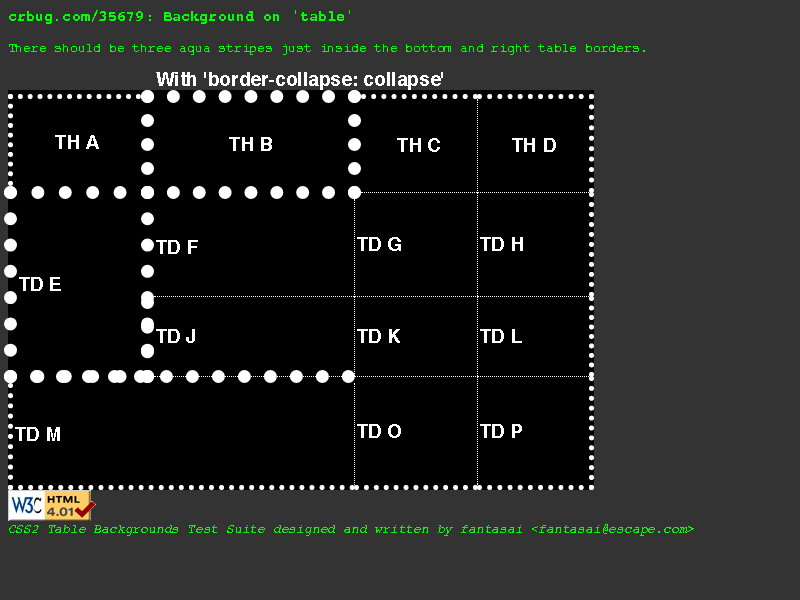 crbug.com/35679: Background on 'table'
There should be three aqua stripes just inside the bottom and right table borders.
With 'border-collapse: collapse'
TH A TH B TH C TH D
TD F TD G TD H
TD E
TD J TD K TD L
TD M TD O TD P
W3C HTML 4.01
CSS2 Table Backgrounds Test Suite designed and written by fantasai <fantasai@escape.com>